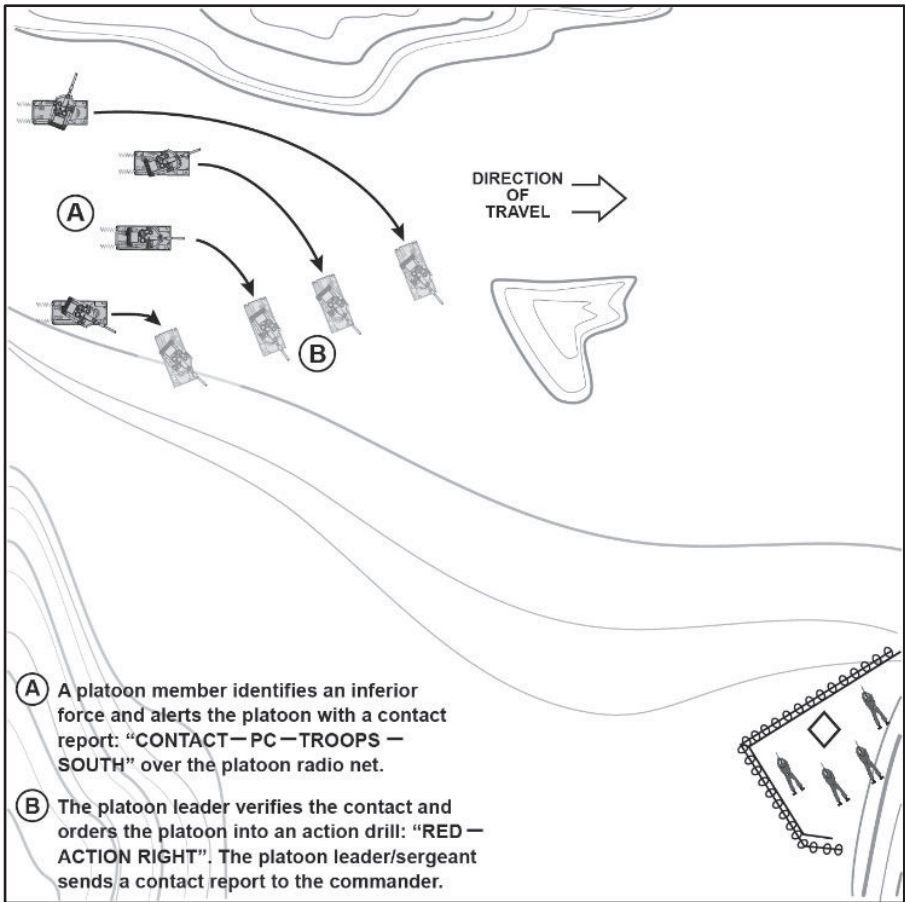 DIRECTION
OF
TRAVEL
A
B
A A platoon member identifies an inferior
force and alerts the platoon with a contact
report: “CONTACT—PC—TROOPS —
SOUTH” over the platoon radio net.
B The platoon leader verifies the contact and
orders the platoon into an action drill: “RED —
ACTION RIGHT”. The platoon leader/sergeant
sends a contact report to the commander.